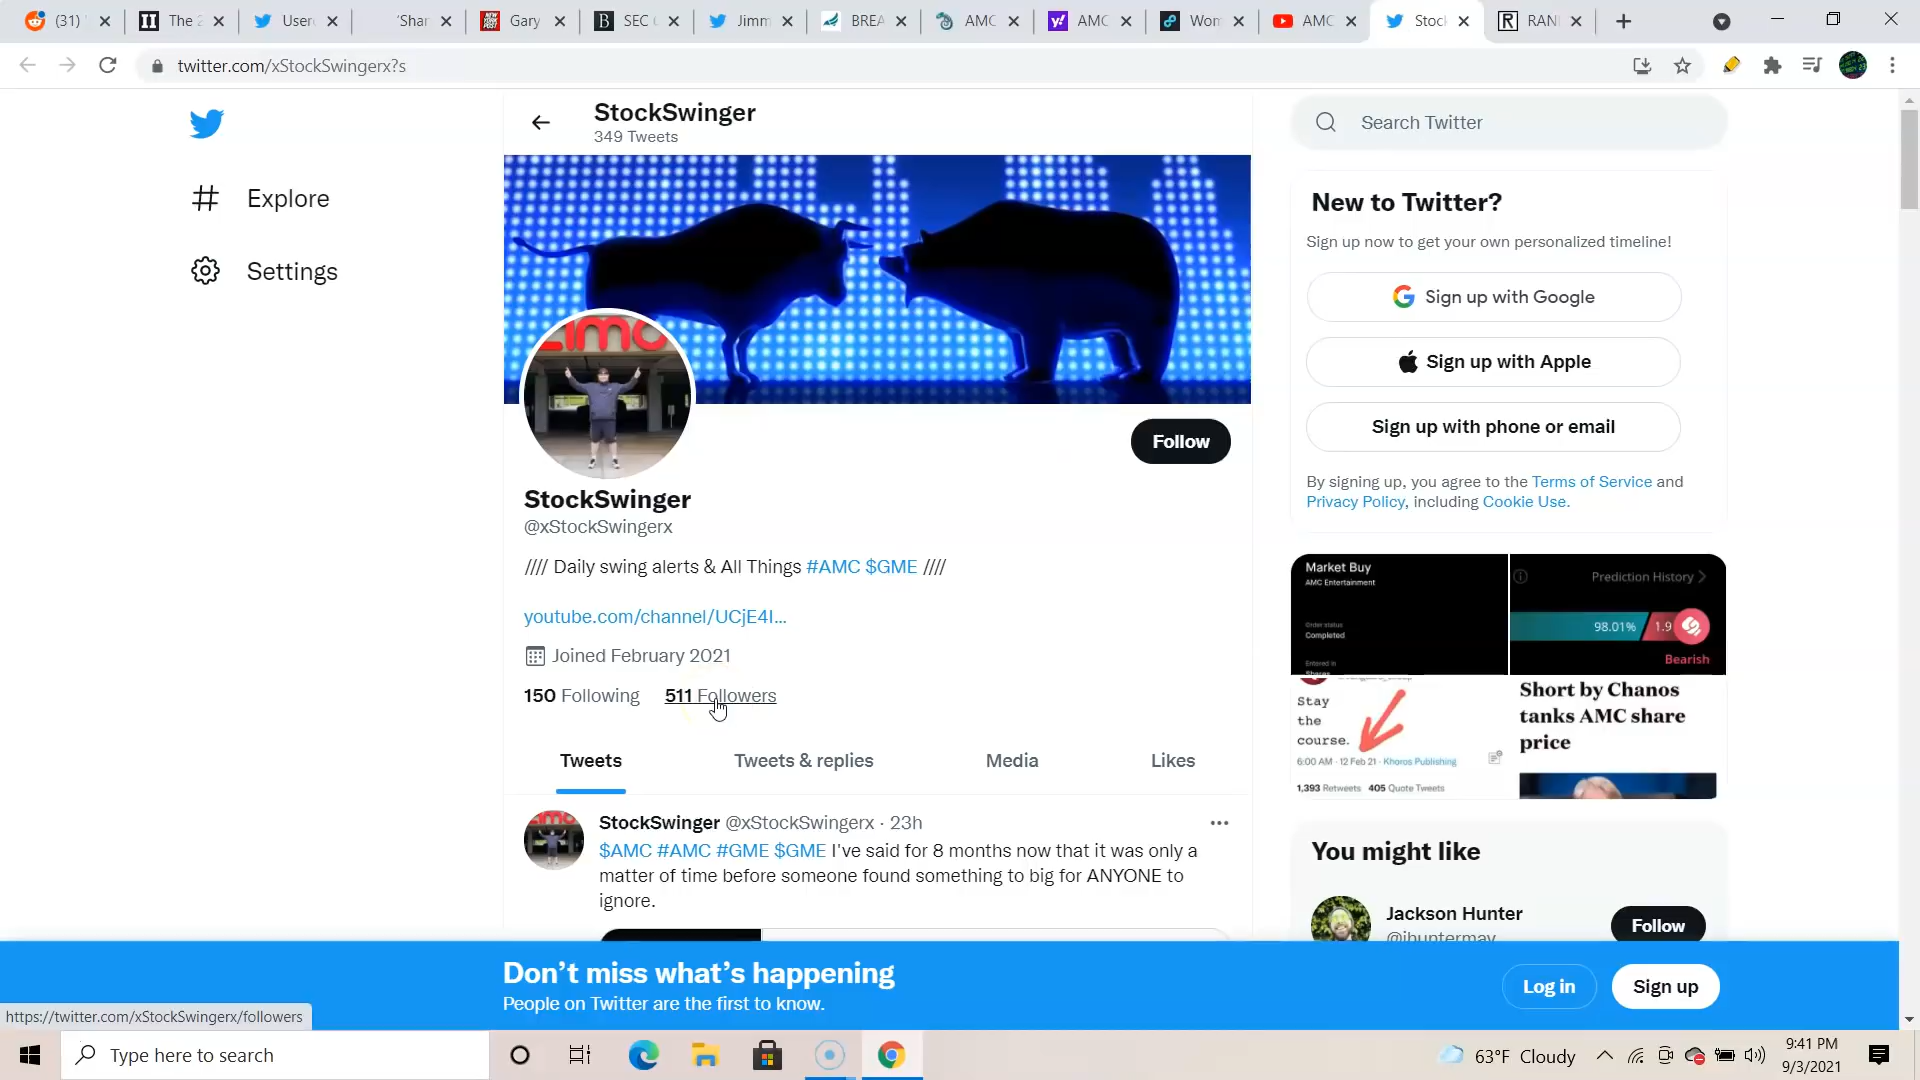 (31)
The 2
User
'Shar
Gary
SEC
Jimm
BREA
AMC
AMC
Wom
AMC
Stoc
RAN
twitter.com/xStockSwingerx?s
StockSwinger
349 Tweets
Search Twitter
Explore
Settings
New to Twitter?
Sign up now to get your own personalized timeline!
Sign up with Google
Sign up with Apple
Sign up with phone or email
By signing up, you agree to the Terms of Service and
Privacy Policy, including Cookie Use.
Follow
StockSwinger
@xStockSwingerx
//// Daily swing alerts & All Things #AMC $GME ////
youtube.com/channel/UCjE4I...
Joined February 2021
150 Following 511 Followers
Tweets Tweets & replies Media Likes
StockSwinger @xStockSwingerx · 23h
$AMC #AMC #GME $GME I've said for 8 months now that it was only a
matter of time before someone found something to big for ANYONE to
ignore.
Market Buy
AMC Entertainment
Order status
Completed
Entered in
Shares
Prediction History
98.01% 1.9
Bearish
Stay
the
course.
6:00 AM · 12 Feb 21 · Khoros Publishing
1,393 Retweets 405 Quote Tweets
Short by Chanos
tanks AMC share
price
You might like
Jackson Hunter
@jhuntermay
Follow
Don't miss what's happening
People on Twitter are the first to know.
Log in
Sign up
https://twitter.com/xStockSwingerx/followers
Type here to search
63°F Cloudy
9:41 PM
9/3/2021